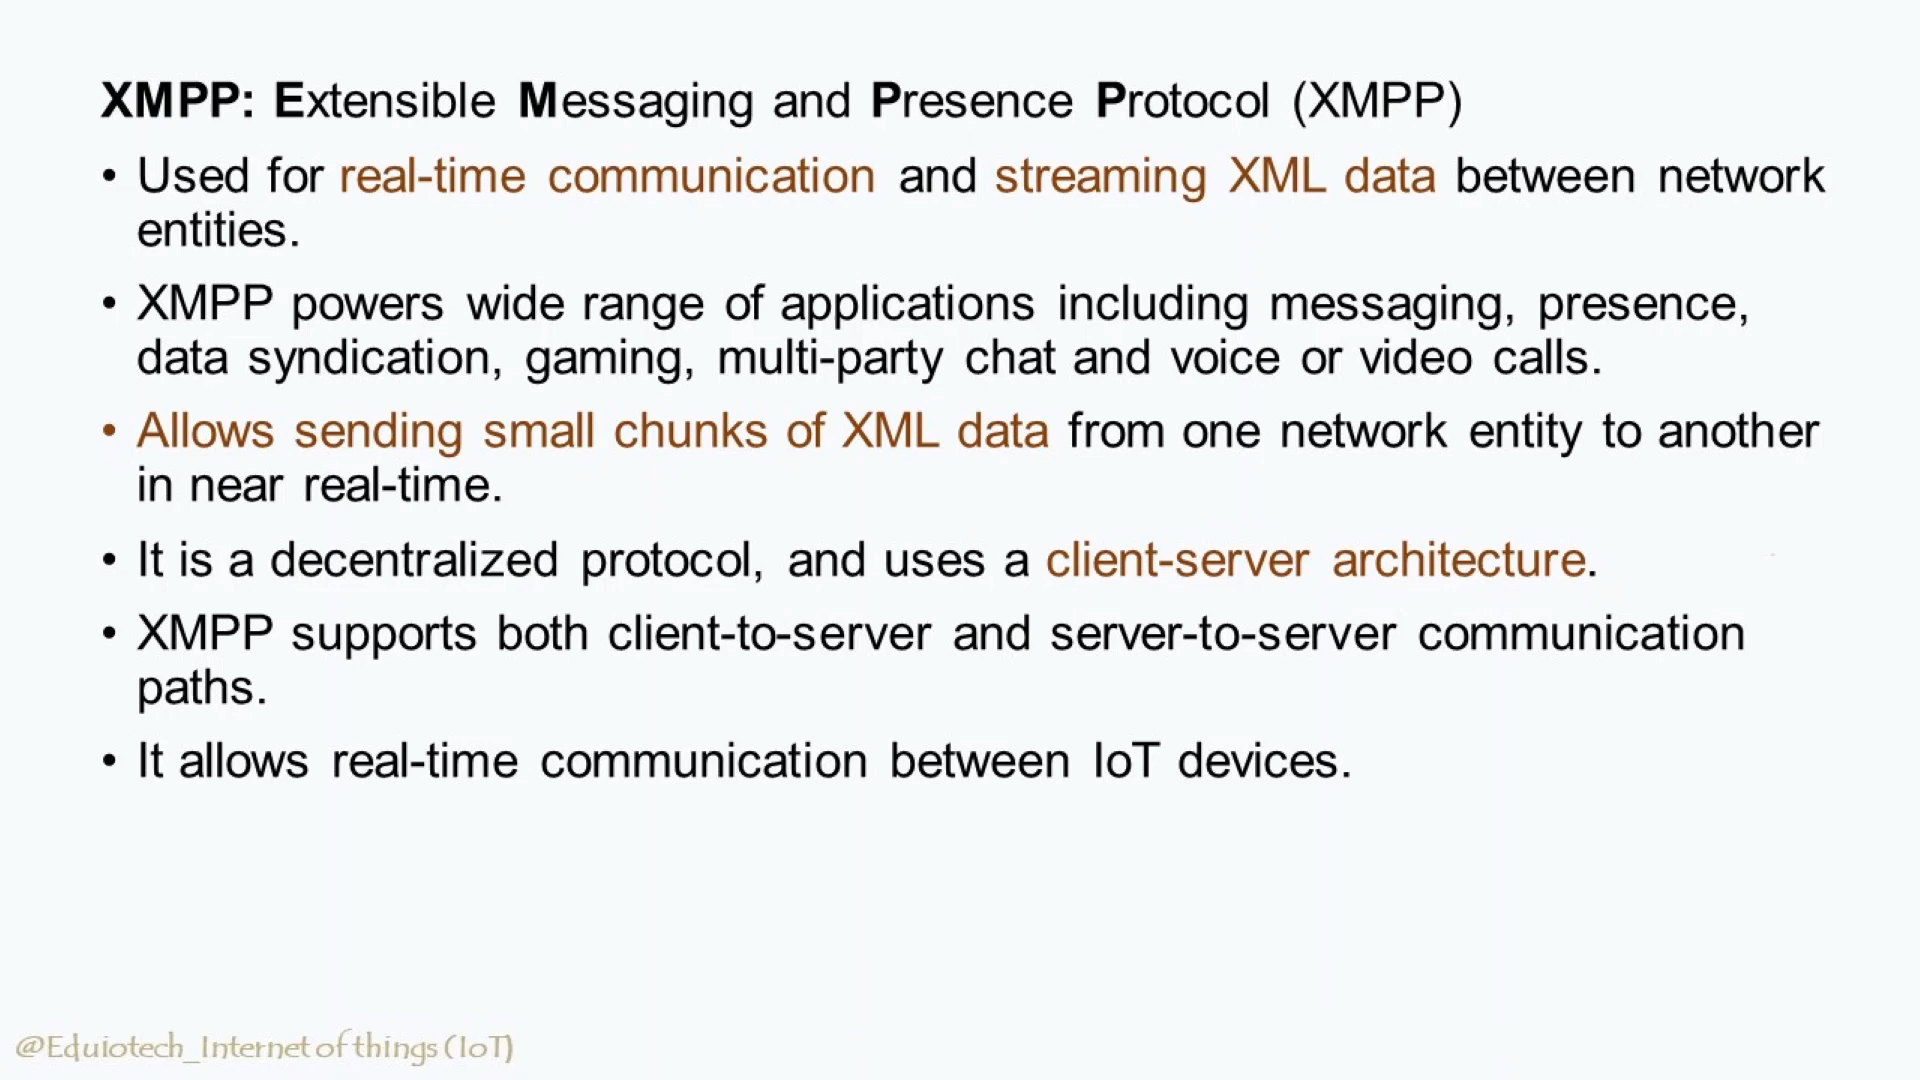 XMPP: Extensible Messaging and Presence Protocol (XMPP)
• Used for real-time communication and streaming XML data between network
entities.
• XMPP powers wide range of applications including messaging, presence,
data syndication, gaming, multi-party chat and voice or video calls.
• Allows sending small chunks of XML data from one network entity to another
in near real-time.
• It is a decentralized protocol, and uses a client-server architecture.
• XMPP supports both client-to-server and server-to-server communication
paths.
• It allows real-time communication between IoT devices.
@Eduiotech_Internet of things (IoT)